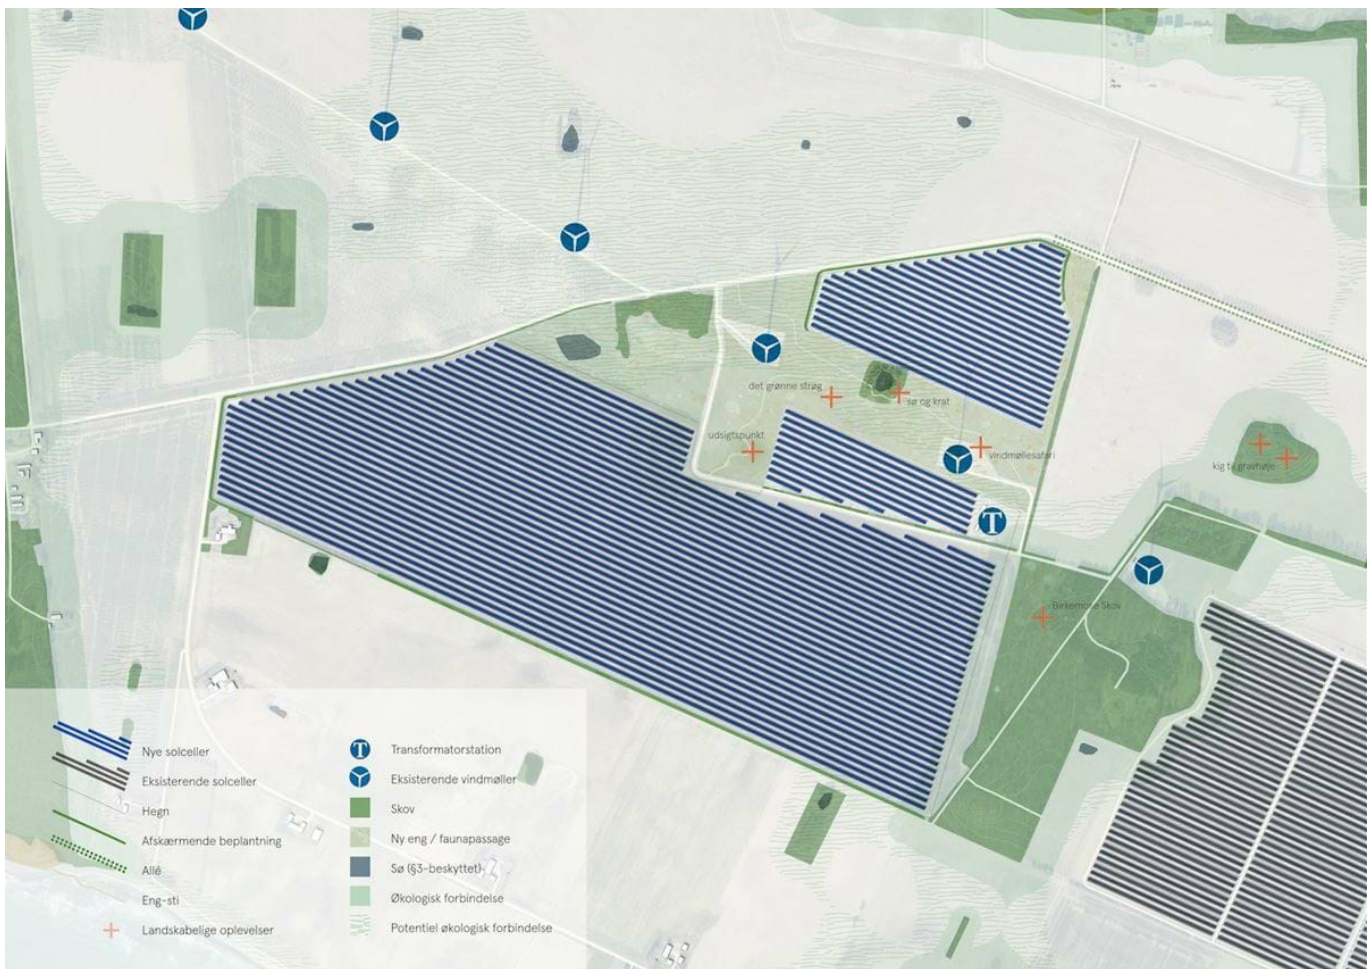 det grønne strøg
sø og krat
udsigtspunkt
vindmøllesafari
kig til gravhøje
T
Birkemose Skov
Nye solceller
Eksisterende solceller
Hegn
Afskærmende beplantning
Allé
Eng-sti
Landskabelige oplevelser
T
Transformatorstation
Eksisterende vindmøller
Skov
Ny eng / faunapassage
Sø (§3-beskyttet)
Økologisk forbindelse
Potentiel økologisk forbindelse